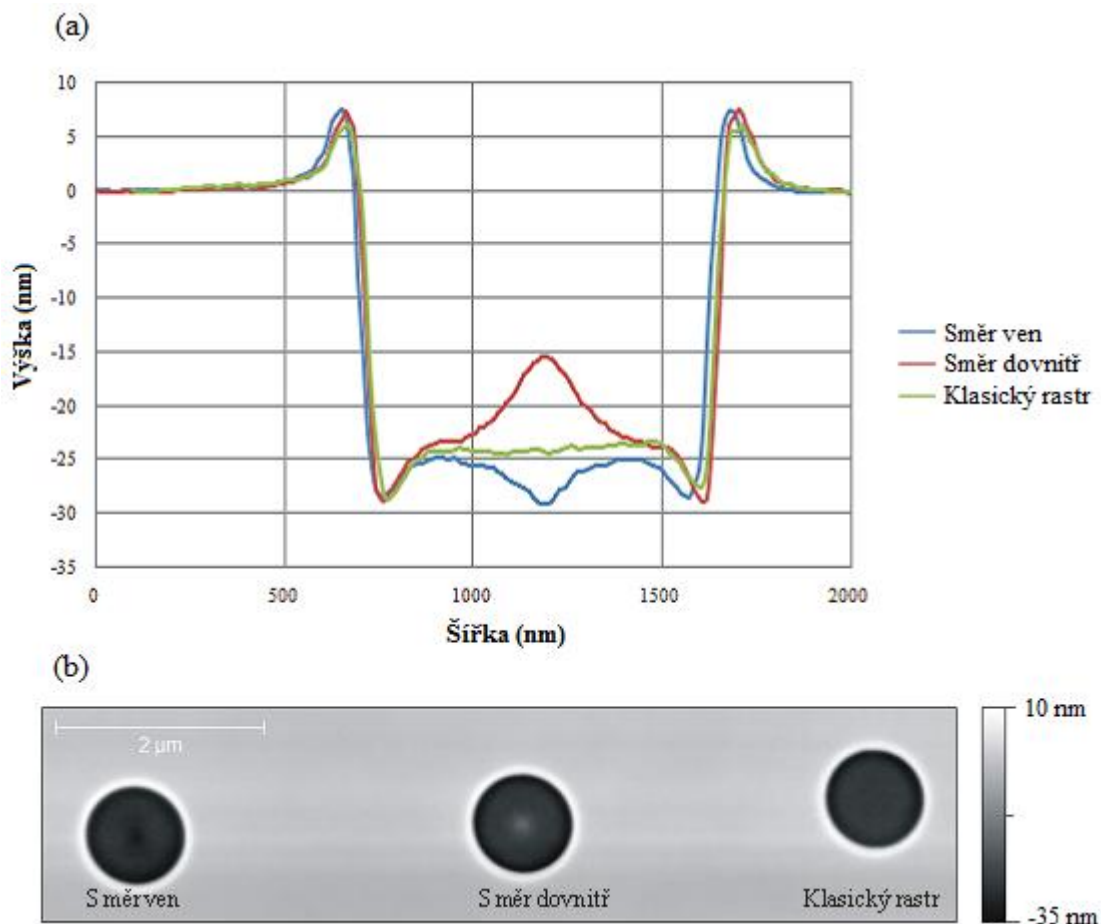 (a)
10
5
0
-5
-10
-15
-20
-25
-30
-35
Výška (nm)
0 500 1000 1500 2000
Šířka (nm)
Směr ven
Směr dovnitř
Klasický rastr
(b)
2 µm
10 nm
Směr ven Směr dovnitř Klasický rastr
-35 nm